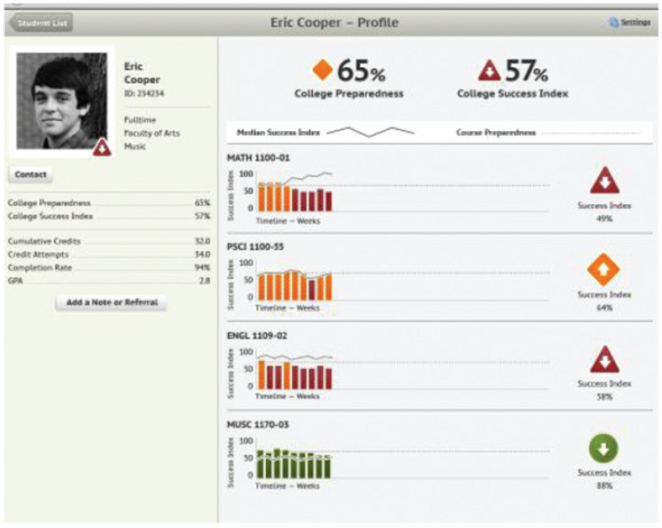 Student List
Eric Cooper – Profile
Settings
Eric
Cooper
ID: 254234
Fulltime
Faculty of Arts
Music
Contact
College Preparedness 65%
College Success Index 57%
Cumulative Credits 32.0
Credit Attempts 34.0
Completion Rate 94%
GPA 2.8
Add a Note or Referral
65%
College Preparedness
57%
College Success Index
Median Success Index
Course Preparedness
MATH 1100-01
Success Index
100
50
0
Timeline – Weeks
Success Index
49%
PSCI 1100-55
Success Index
100
50
0
Timeline – Weeks
Success Index
64%
ENGL 1109-02
Success Index
100
50
0
Timeline – Weeks
Success Index
58%
MUSC 1170-03
Success Index
100
50
0
Timeline – Weeks
Success Index
88%